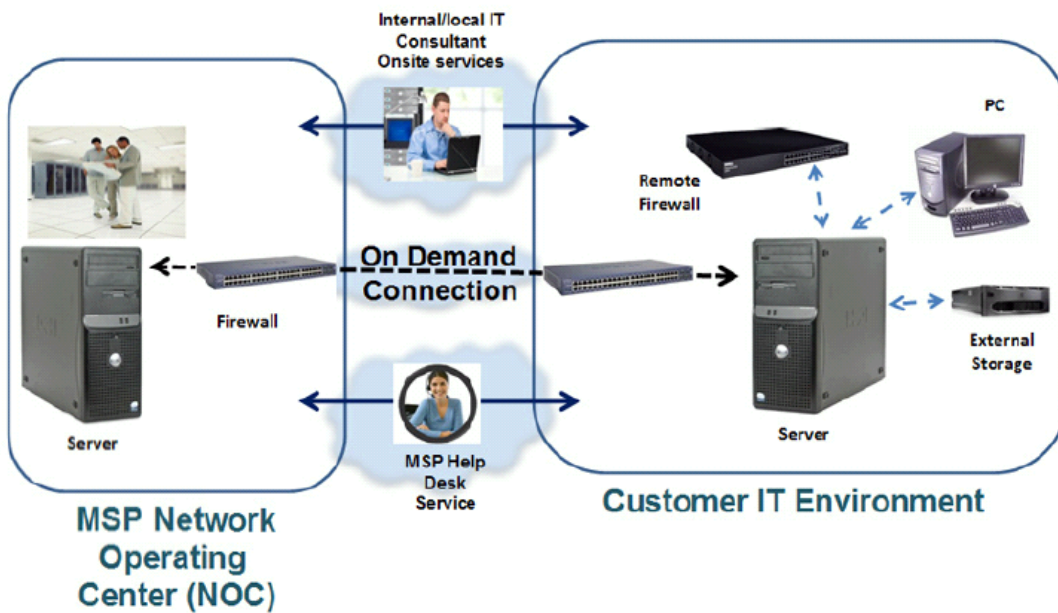 Internal/local IT
Consultant
Onsite services
PC
Remote
Firewall
On Demand
Connection
Firewall
External
Storage
Server
Server
MSP Help
Desk
Service
Customer IT Environment
MSP Network
Operating
Center (NOC)